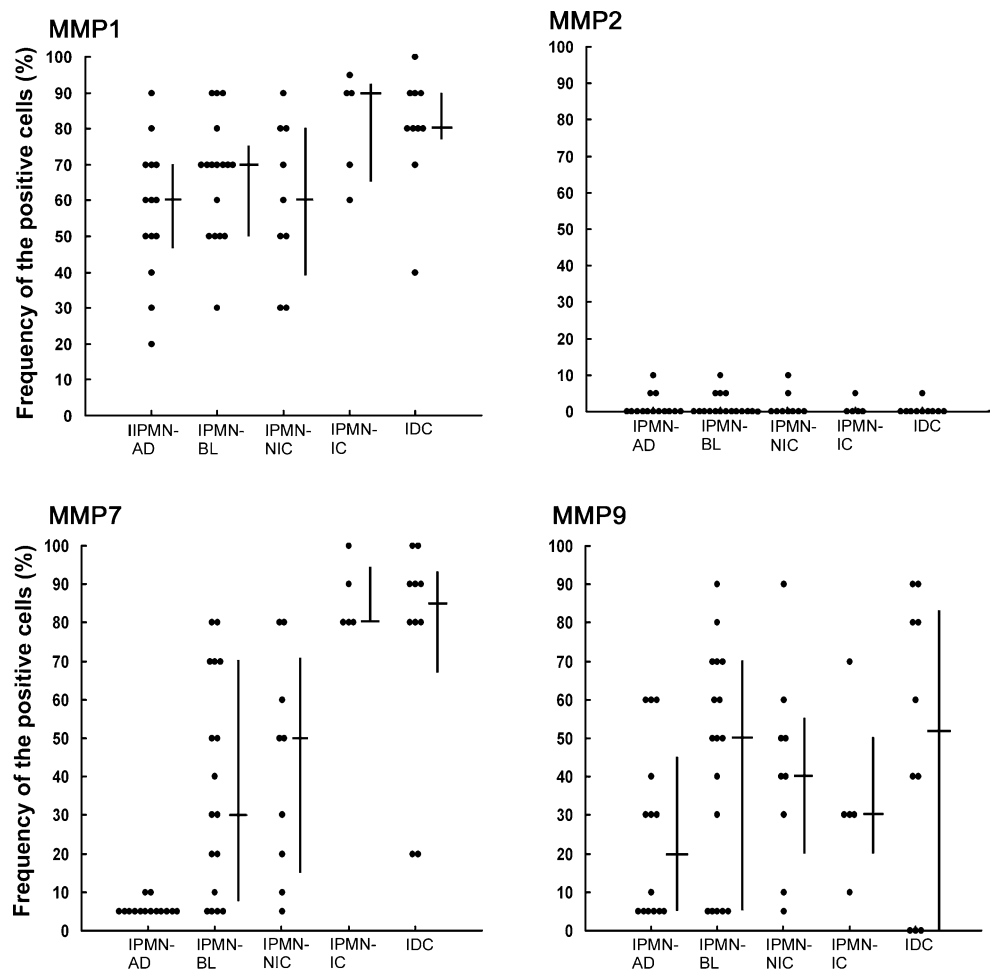 MMP1
Frequency of the positive cells (%)
100
90
80
70
60
50
40
30
20
10
0
IIPMN-
AD
IPMN-
BL
IPMN-
NIC
IPMN-
IC
IDC
MMP2
100
90
80
70
60
50
40
30
20
10
0
IPMN-
AD
IPMN-
BL
IPMN-
NIC
IPMN-
IC
IDC
MMP7
Frequency of the positive cells (%)
100
90
80
70
60
50
40
30
20
10
0
IPMN-
AD
IPMN-
BL
IPMN-
NIC
IPMN-
IC
IDC
MMP9
100
90
80
70
60
50
40
30
20
10
0
IPMN-
AD
IPMN-
BL
IPMN-
NIC
IPMN-
IC
IDC